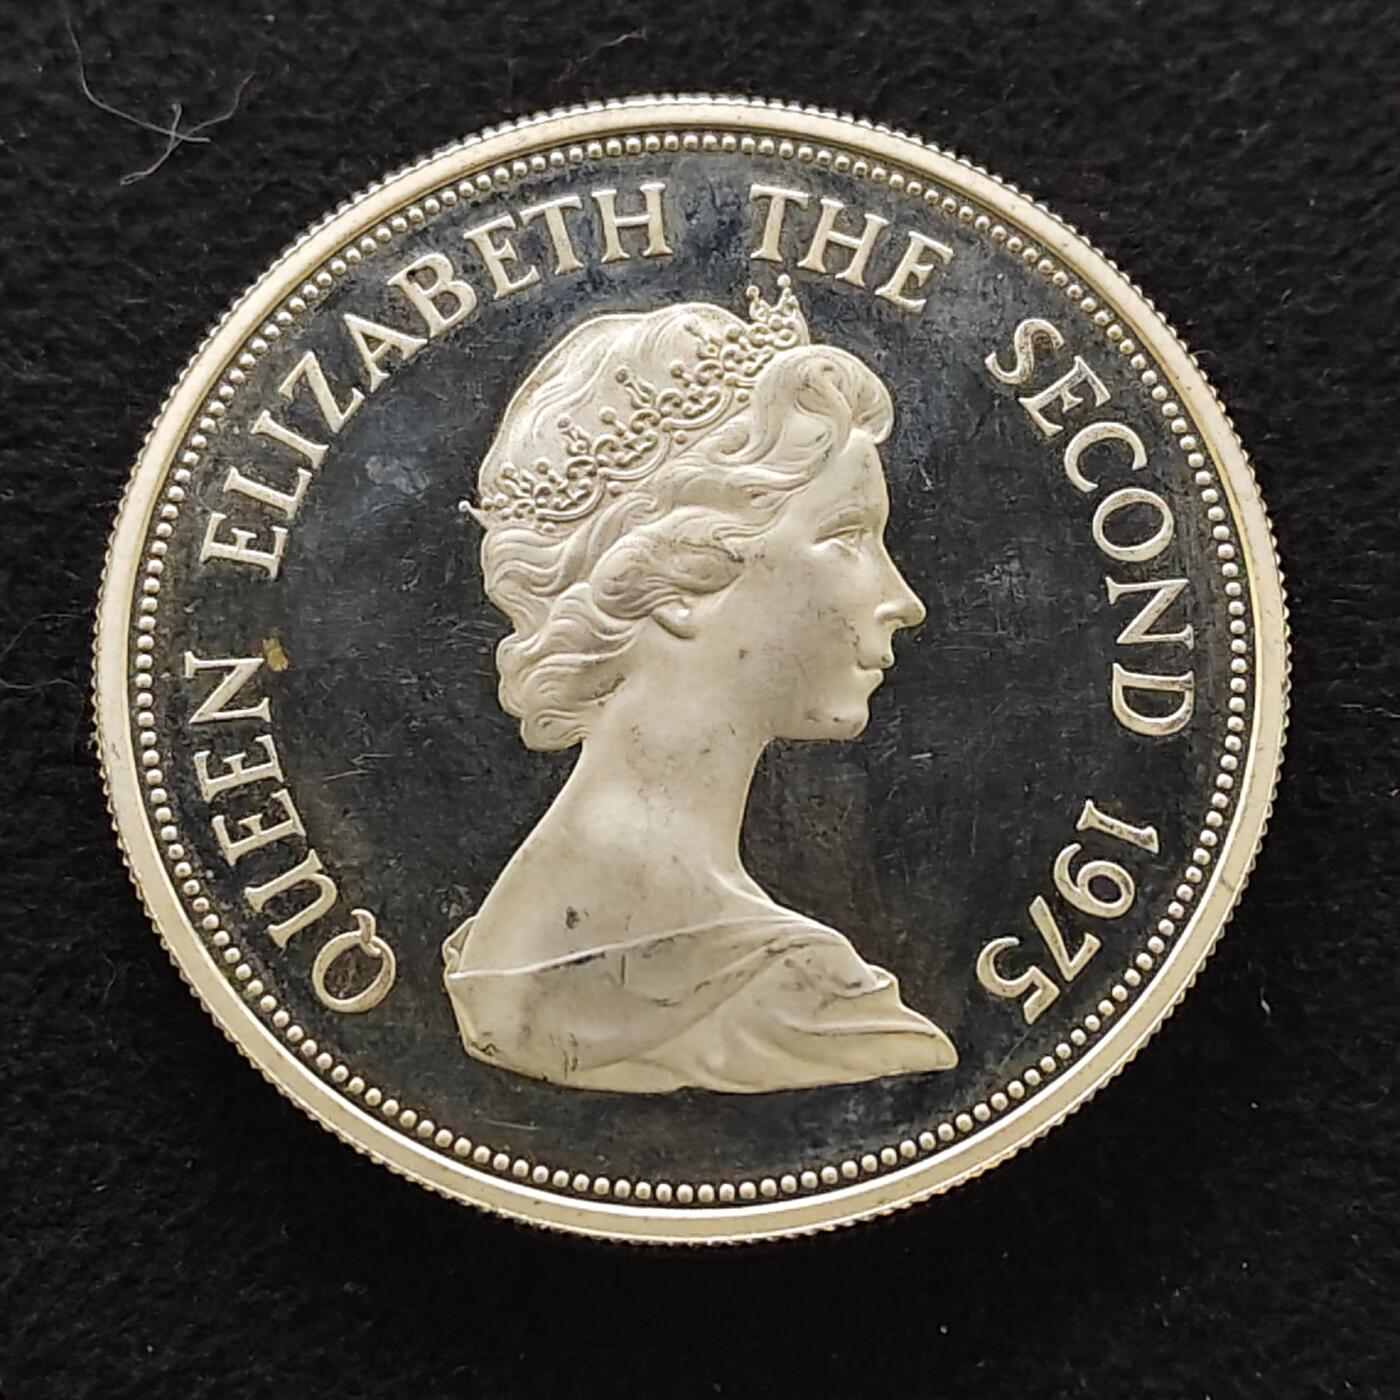 QUEEN ELIZABETH THE SECOND 1975